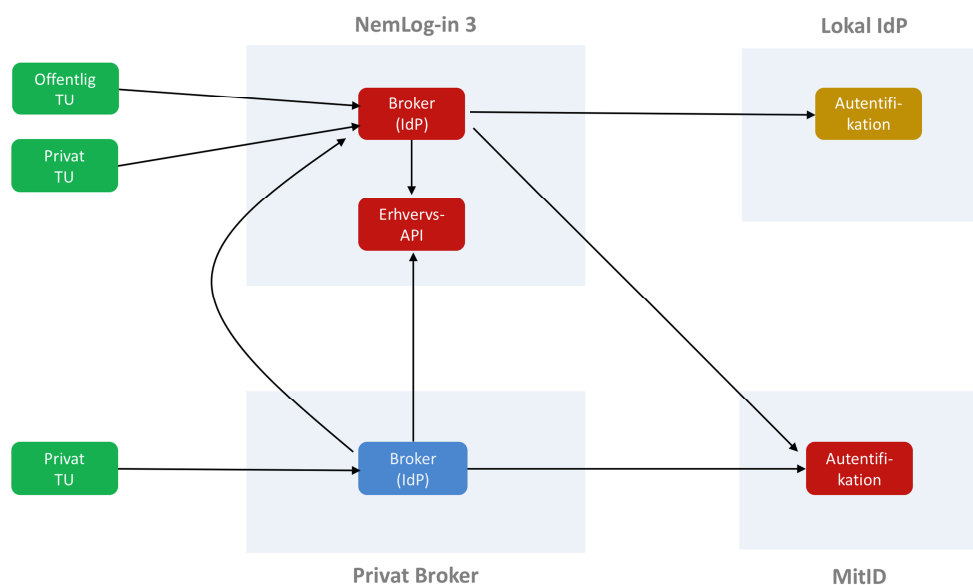 NemLog-in 3
Lokal IdP
Offentlig
TU
Broker
(IdP)
Autentifi-
kation
Privat
TU
Erhvervs-
API
Privat
TU
Broker
(IdP)
Autentifi-
kation
Privat Broker
MitID